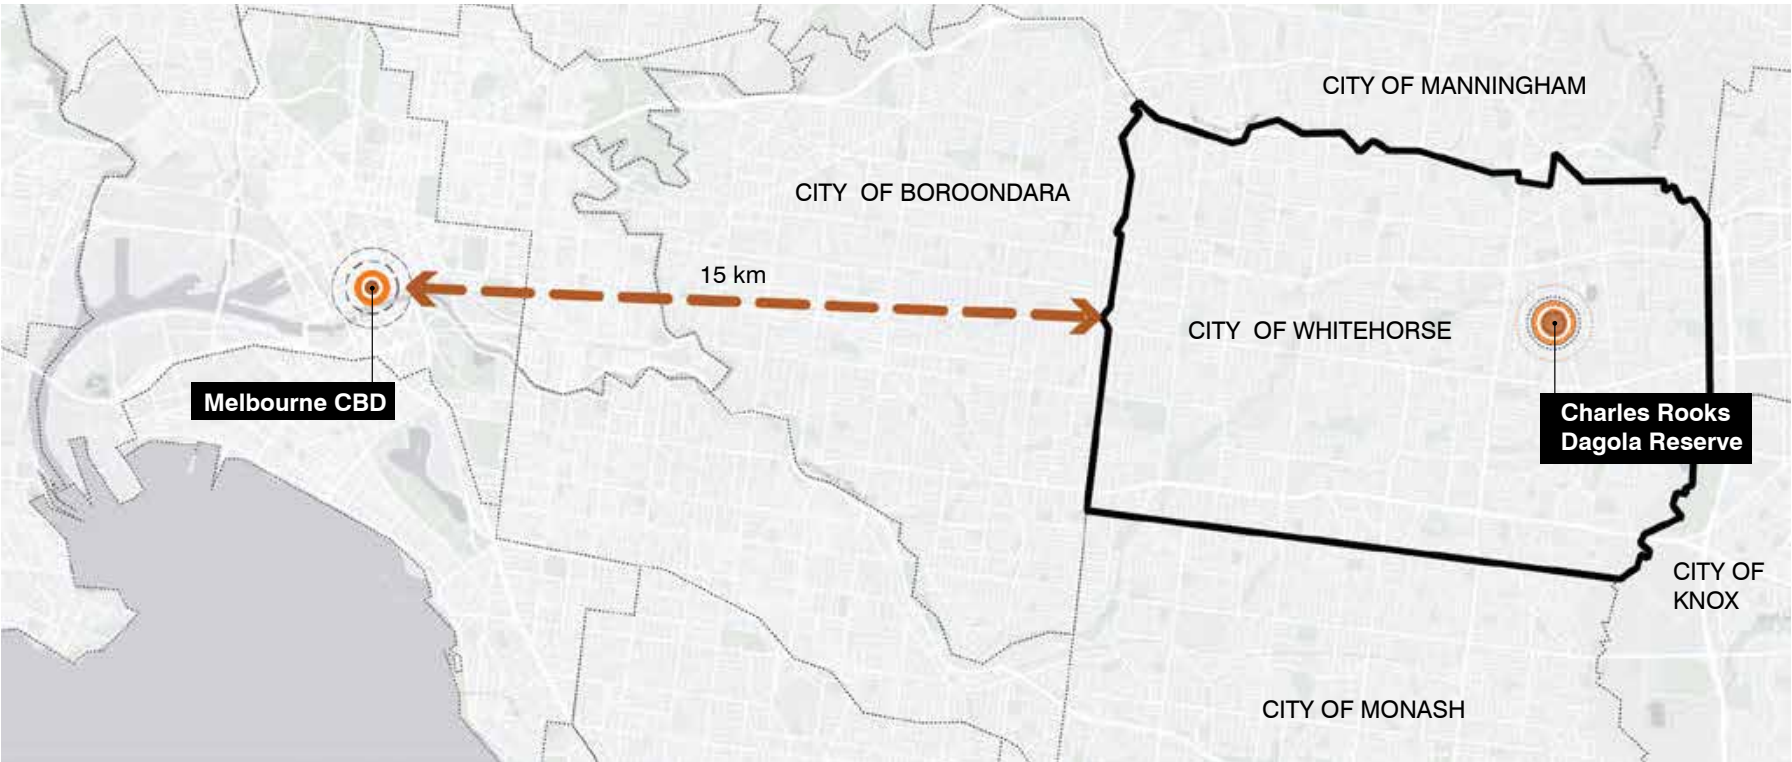 CITY OF MANNINGHAM
CITY OF BOROONDARA
15 km
CITY OF WHITEHORSE
Melbourne CBD
Charles Rooks
Dagola Reserve
CITY OF
KNOX
CITY OF MONASH